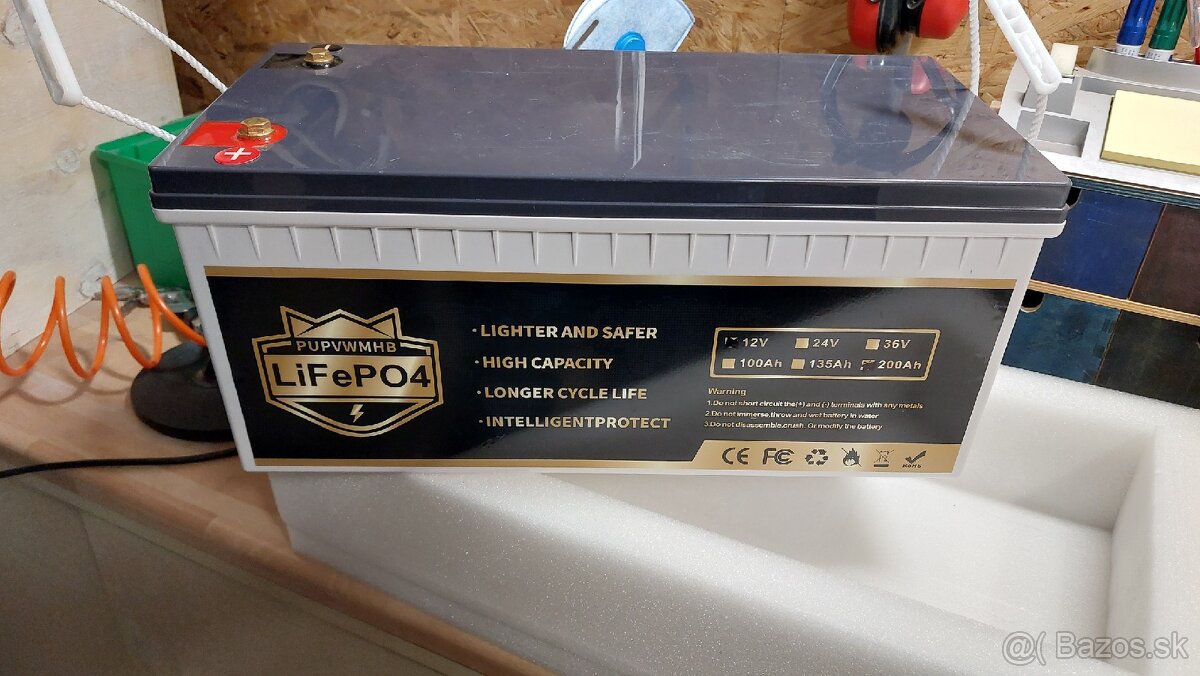 +
PUPVWMHB
LiFePO4
·LIGHTER AND SAFER
·HIGH CAPACITY
·LONGER CYCLE LIFE
·INTELLIGENTPROTECT
12V 24V 36V
100Ah 135Ah 200Ah
Warning
1.Do not short circuit the(+) and (-) terminals with any metals
2.Do not immerse,throw and wet battery in water
3.Do not disassemble,crush. Or modify the battery
CE FC RoHS
@( Bazos.sk